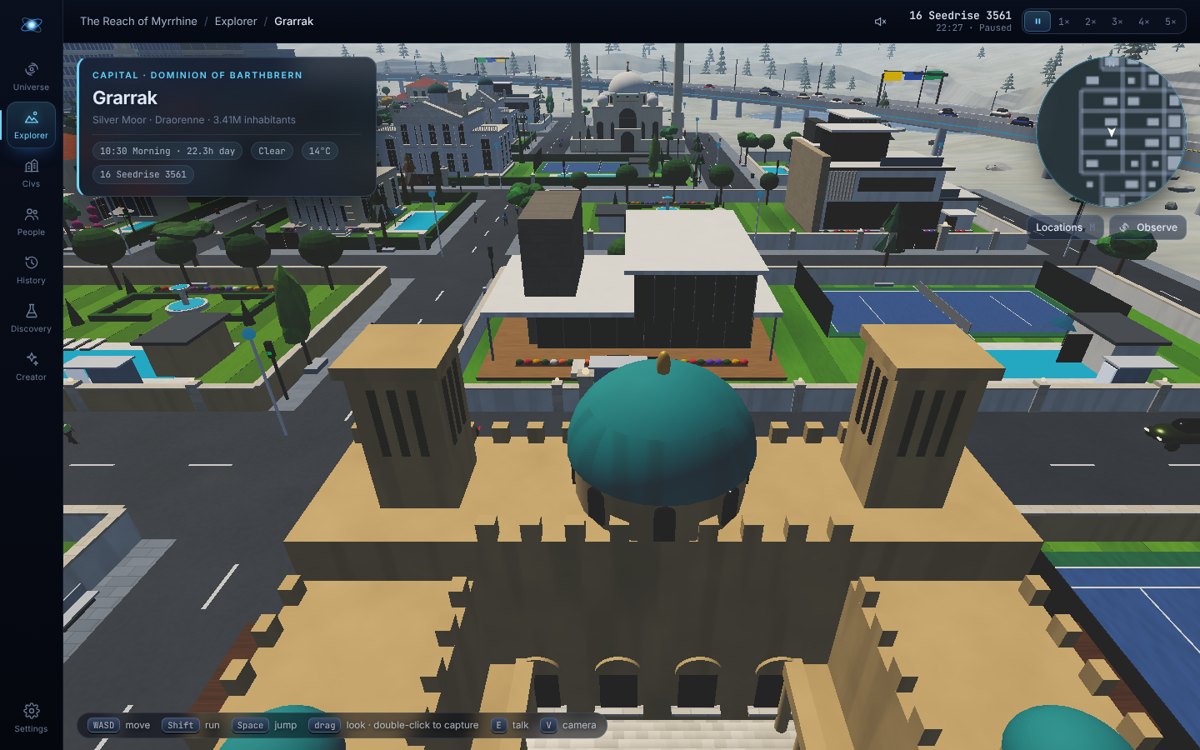 The Reach of Myrrhine / Explorer / Grarrak
16 Seedrise 3561
22:27 · Paused
1× 2× 3× 4× 5×
Universe
Explorer
Civs
People
History
Discovery
Creator
Settings
CAPITAL · DOMINION OF BARTHBRERN
Grarrak
Silver Moor · Draorenne · 3.41M inhabitants
10:30 Morning · 22.3h day
Clear
14°C
16 Seedrise 3561
Locations M
Observe
WASD move Shift run Space jump drag look · double-click to capture E talk V camera